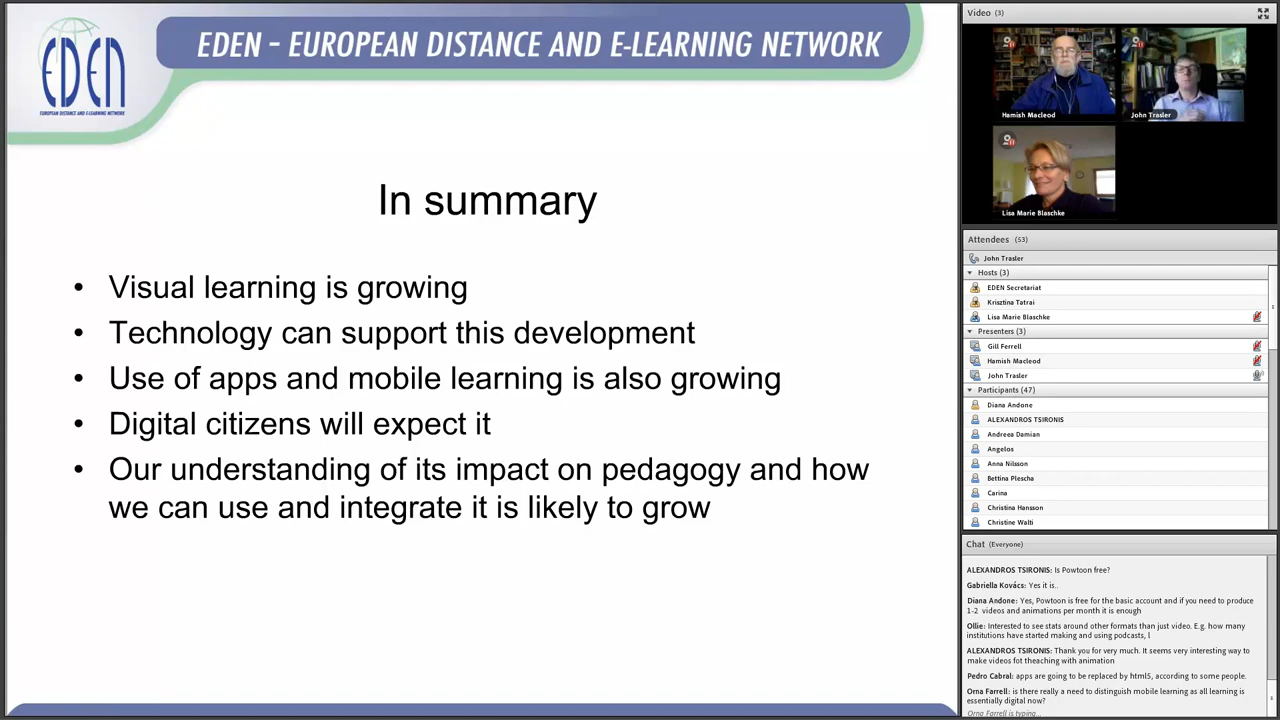 EDEN – EUROPEAN DISTANCE AND E-LEARNING NETWORK
EDEN
EUROPEAN DISTANCE AND E-LEARNING NETWORK
In summary
• Visual learning is growing
• Technology can support this development
• Use of apps and mobile learning is also growing
• Digital citizens will expect it
• Our understanding of its impact on pedagogy and how
we can use and integrate it is likely to grow
Video (3)
Hamish Macleod
John Trasler
Lisa Marie Blaschke
Attendees (53)
John Trasler
Hosts (3)
EDEN Secretariat
Krisztina Tatrai
Lisa Marie Blaschke
Presenters (3)
Gill Ferrell
Hamish Macleod
John Trasler
Participants (47)
Diana Andone
ALEXANDROS TSIRONIS
Andreea Damian
Angelos
Anna Nilsson
Bettina Plescha
Carina
Christina Hansson
Christine Walti
Chat (Everyone)
ALEXANDROS TSIRONIS: Is Powtoon free?
Gabriella Kovács: Yes it is..
Diana Andone: Yes, Powtoon is free for the basic account and if you need to produce
1-2 videos and animations per month it is enough
Ollie: Interested to see stats around other formats than just video. E.g. how many
institutions have started making and using podcasts, l
ALEXANDROS TSIRONIS: Thank you for very much. It seems very interesting way to
make videos fot theaching with animation
Pedro Cabral: apps are going to be replaced by html5, according to some people.
Orna Farrell: is there really a need to distinguish mobile learning as all learning is
essentially digital now?
Orna Farrell is typing...